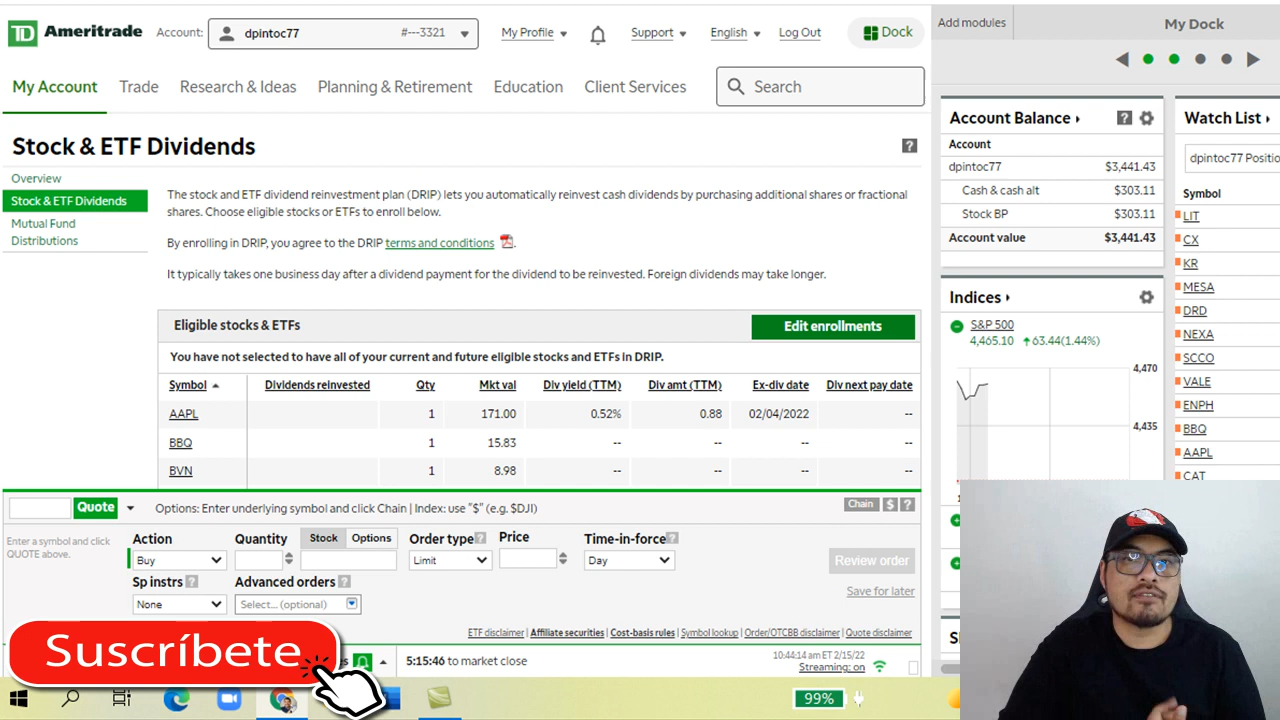 TD Ameritrade
Account: dpintoc77 #---3321
My Profile
Support
English
Log Out
Dock
My Account
Trade
Research & Ideas
Planning & Retirement
Education
Client Services
Search
Stock & ETF Dividends
?
Overview
Stock & ETF Dividends
Mutual Fund
Distributions
The stock and ETF dividend reinvestment plan (DRIP) lets you automatically reinvest cash dividends by purchasing additional shares or fractional
shares. Choose eligible stocks or ETFs to enroll below.
By enrolling in DRIP, you agree to the DRIP terms and conditions .
It typically takes one business day after a dividend payment for the dividend to be reinvested. Foreign dividends may take longer.
Eligible stocks & ETFs
Edit enrollments
You have not selected to have all of your current and future eligible stocks and ETFs in DRIP.
Symbol Dividends reinvested Qty Mkt val Div yield (TTM) Div amt (TTM) Ex-div date Div next pay date
AAPL 1 171.00 0.52% 0.88 02/04/2022 --
BBQ 1 15.83 -- -- -- --
BVN 1 8.98 -- -- -- --
Quote
Options: Enter underlying symbol and click Chain | Index: use "$" (e.g. $DJI)
Chain $ ?
Enter a symbol and click
QUOTE above.
Action Quantity Stock Options Order type ? Price Time-in-force ?
Buy Limit Day
Review order
Sp instrs ? Advanced orders ?
Save for later
None Select... (optional)
ETF disclaimer | Affiliate securities | Cost-basis rules | Symbol lookup | Order/OTCBB disclaimer | Quote disclaimer
5:15:46 to market close
10:44:14 am ET 2/15/22
Streaming: on
Suscríbete
99%
Add modules
My Dock
Account Balance ?
Account
dpintoc77 $3,441.43
Cash & cash alt $303.11
Stock BP $303.11
Account value $3,441.43
Indices
S&P 500
4,465.10 63.44(1.44%)
4,470
4,435
Watch List
dpintoc77 Positio
Symbol
LIT
CX
KR
MESA
DRD
NEXA
SCCO
VALE
ENPH
BBQ
AAPL
CAT